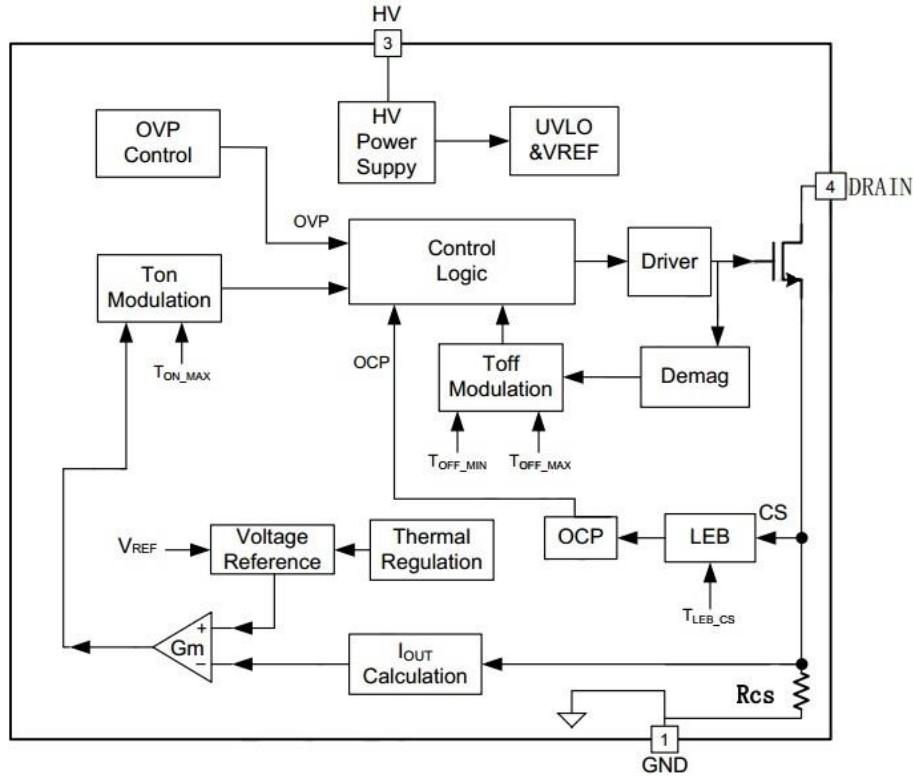 HV
3
OVP
Control
HV
Power
Suppy
UVLO
&VREF
4
DRAIN
OVP
Control
Logic
Driver
Ton
Modulation
TON_MAX
OCP
Toff
Modulation
Demag
TOFF_MIN
TOFF_MAX
CS
OCP
LEB
TLEB_CS
VREF
Voltage
Reference
Thermal
Regulation
+
Gm
−
IOUT
Calculation
Rcs
1
GND